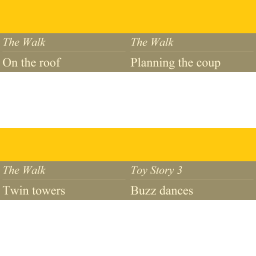 The Walk
The Walk
On the roof
Planning the coup
The Walk
Toy Story 3
Twin towers
Buzz dances